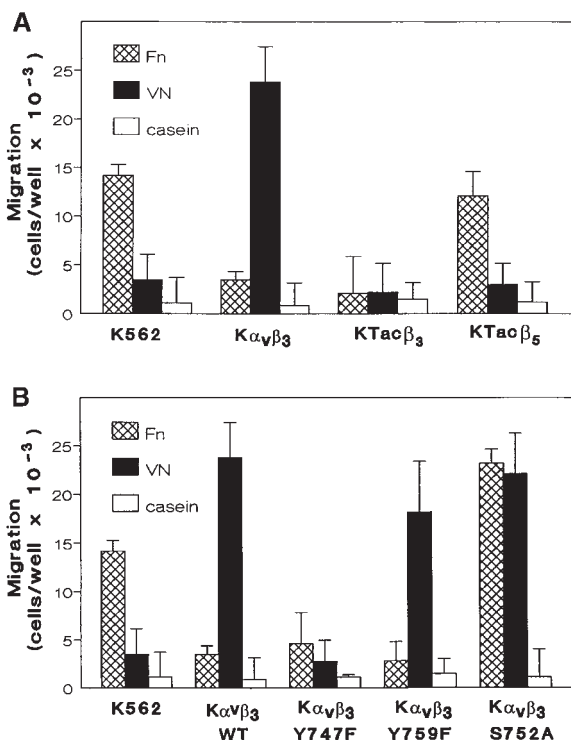 A
Fn
VN
casein
Migration
(cells/well x 10⁻³)
25
20
15
10
5
0
K562
Kαvβ3
KTacβ3
KTacβ5
B
Fn
VN
casein
Migration
(cells/well x 10⁻³)
25
20
15
10
5
0
K562
Kαvβ3
WT
Kαvβ3
Y747F
Kαvβ3
Y759F
Kαvβ3
S752A